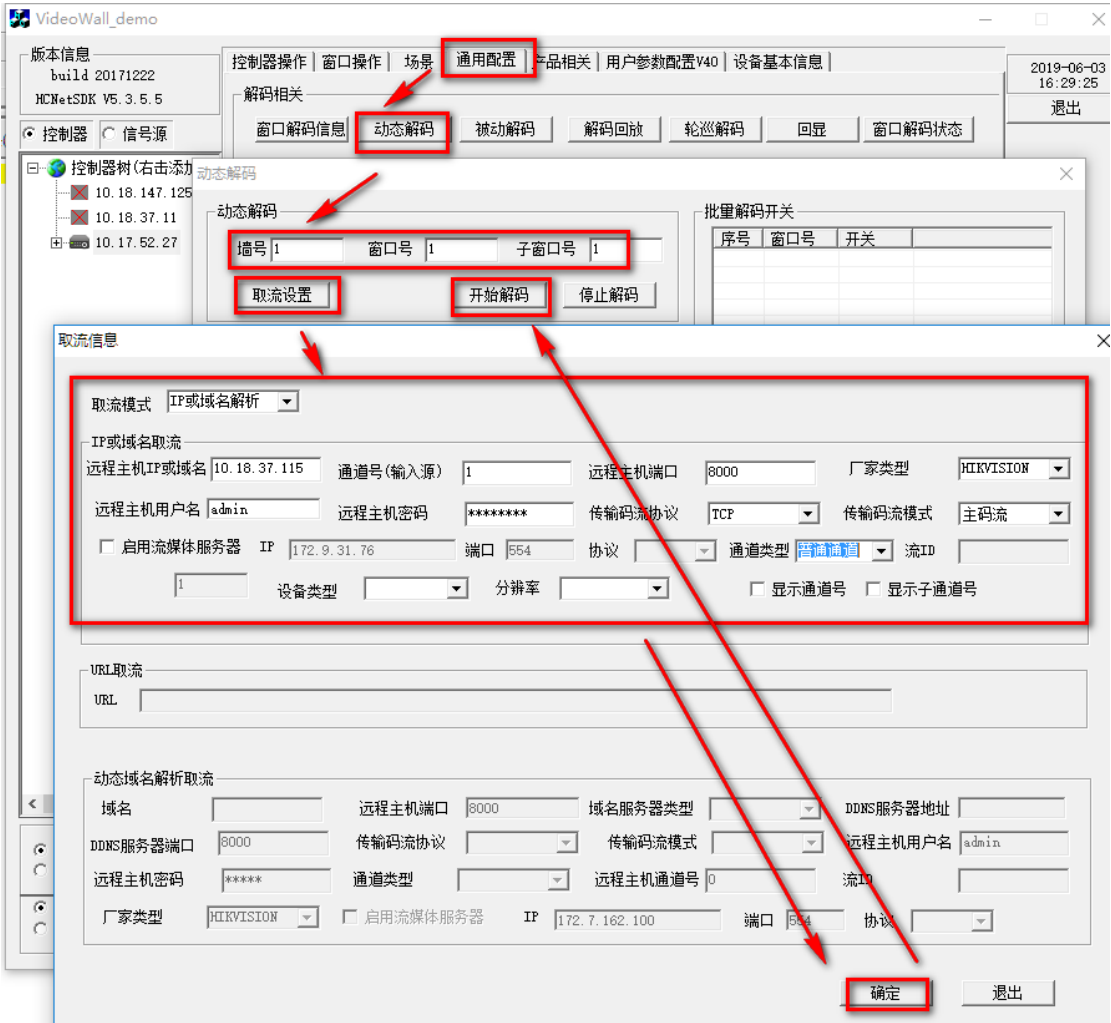 VideoWall_demo
版本信息
build 20171222
HCNetSDK V5.3.5.5
控制器操作 窗口操作 场景 通用配置 产品相关 用户参数配置V40 设备基本信息
2019-06-03
16:29:25
退出
解码相关
窗口解码信息 动态解码 被动解码 解码回放 轮巡解码 回显 窗口解码状态
控制器 信号源
控制器树(右击添加
10.18.147.125
10.18.37.11
10.17.52.27
动态解码
动态解码
墙号 1 窗口号 1 子窗口号 1
取流设置 开始解码 停止解码
批量解码开关
序号 窗口号 开关
取流信息
取流模式 IP或域名解析
IP或域名取流
远程主机IP或域名 10.18.37.115 通道号(输入源) 1 远程主机端口 8000 厂家类型 HIKVISION
远程主机用户名 admin 远程主机密码 ******** 传输码流协议 TCP 传输码流模式 主码流
启用流媒体服务器 IP 172.9.31.76 端口 554 协议 通道类型 普通通道 流ID
1 设备类型 分辨率 显示通道号 显示子通道号
URL取流
URL
动态域名解析取流
域名 远程主机端口 8000 域名服务器类型 DDNS服务器地址
DDNS服务器端口 8000 传输码流协议 传输码流模式 远程主机用户名 admin
远程主机密码 ***** 通道类型 远程主机通道号 0 流ID
厂家类型 HIKVISION 启用流媒体服务器 IP 172.7.162.100 端口 554 协议
确定 退出